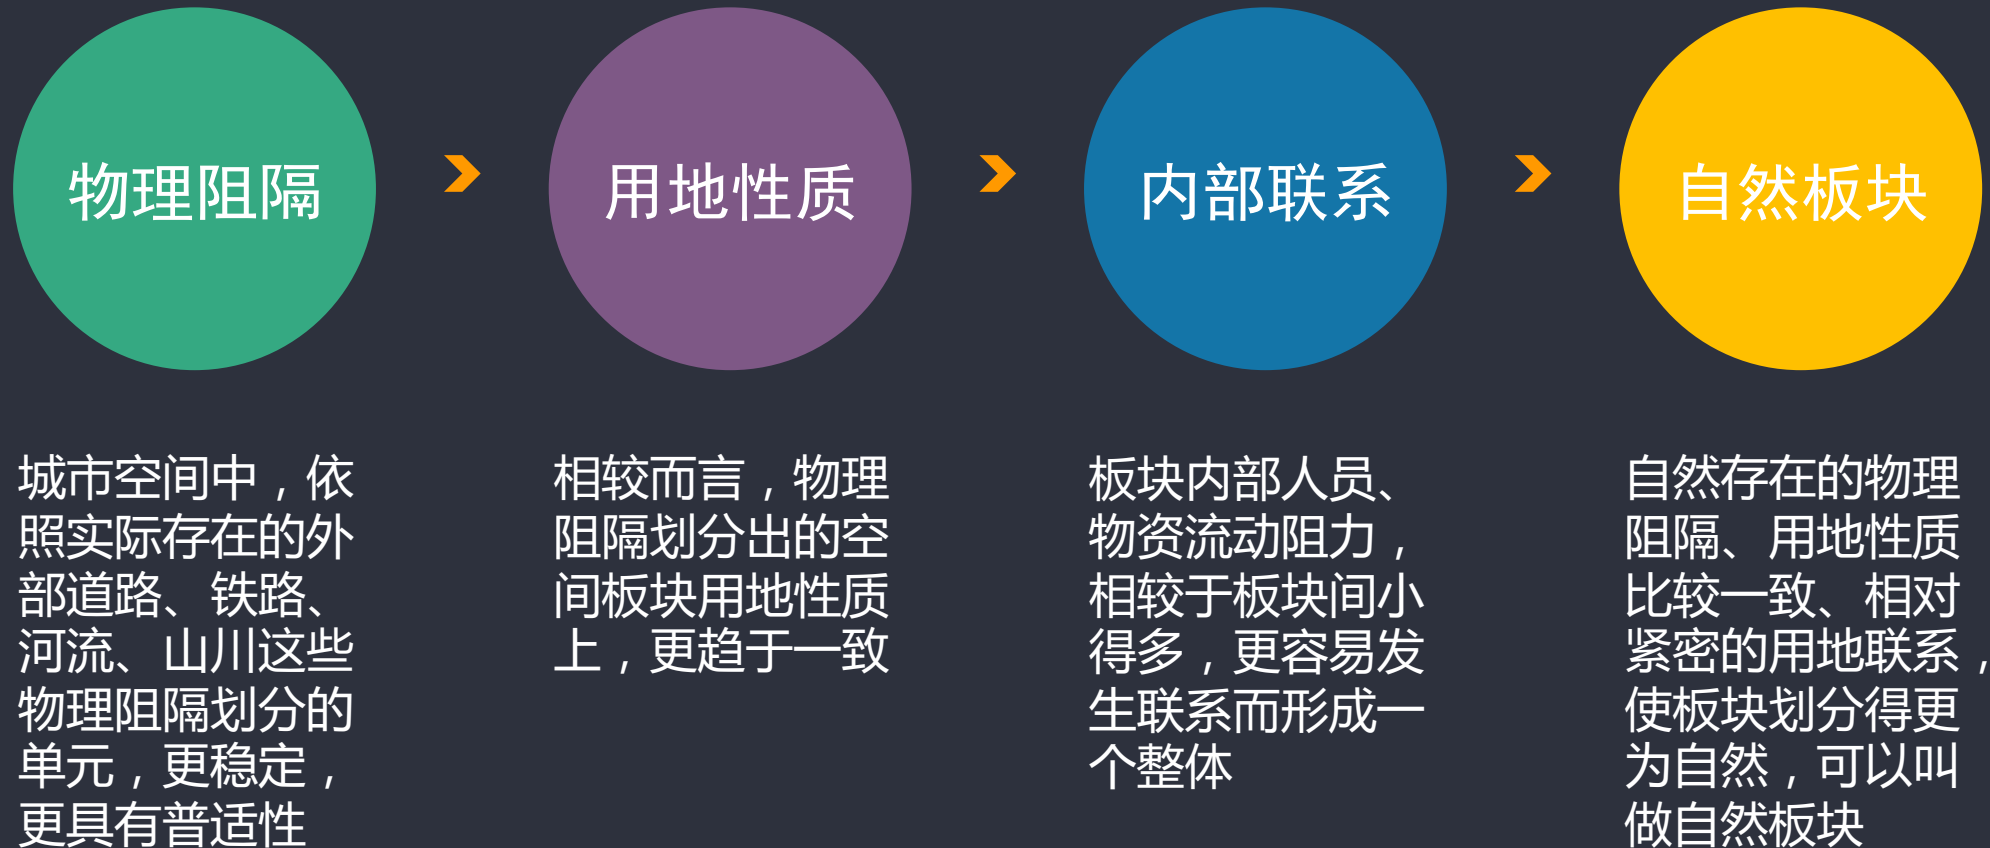 物理阻隔
用地性质
内部联系
自然板块
城市空间中，依
照实际存在的外
部道路、铁路、
河流、山川这些
物理阻隔划分的
单元，更稳定，
更具有普适性
相较而言，物理
阻隔划分出的空
间板块用地性质
上，更趋于一致
板块内部人员、
物资流动阻力，
相较于板块间小
得多，更容易发
生联系而形成一
个整体
自然存在的物理
阻隔、用地性质
比较一致、相对
紧密的用地联系，
使板块划分得更
为自然，可以叫
做自然板块